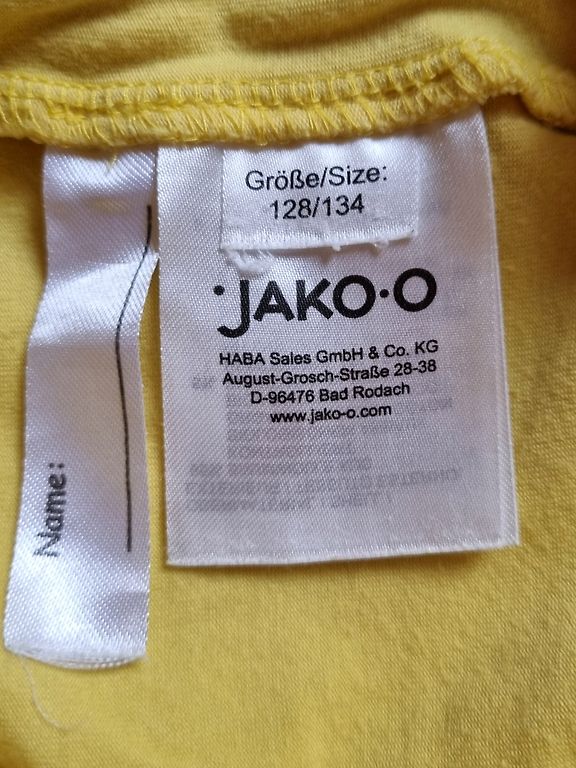 Größe/Size:
128/134
JAKO-O
HABA Sales GmbH & Co. KG
August-Grosch-Straße 28-38
D-96476 Bad Rodach
www.jako-o.com
Name: